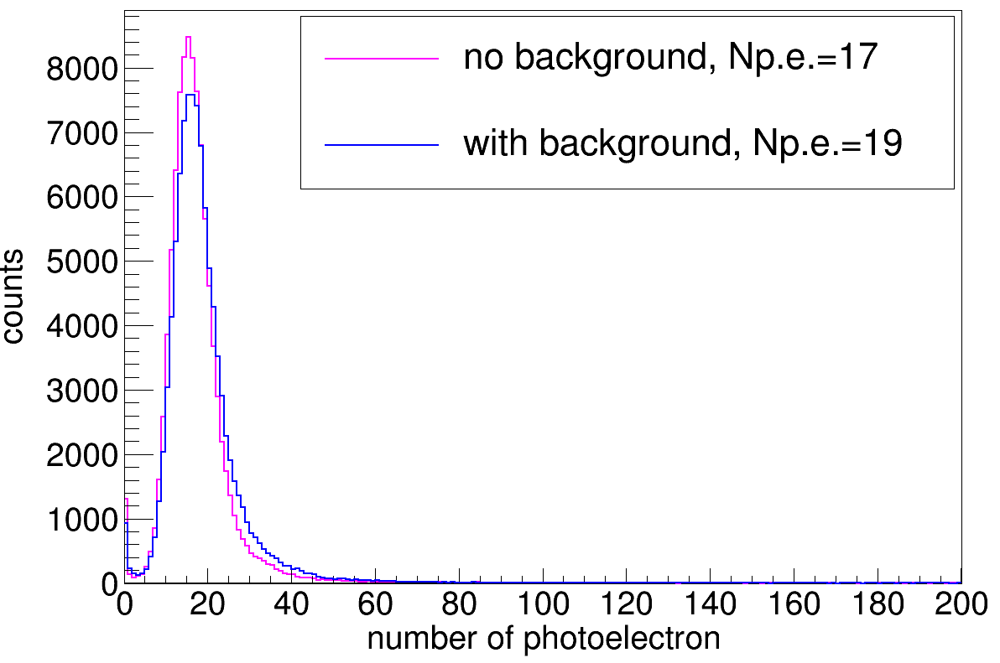 no background, Np.e.=17
with background, Np.e.=19
8000
7000
6000
5000
4000
3000
2000
1000
0
counts
0 20 40 60 80 100 120 140 160 180 200
number of photoelectron